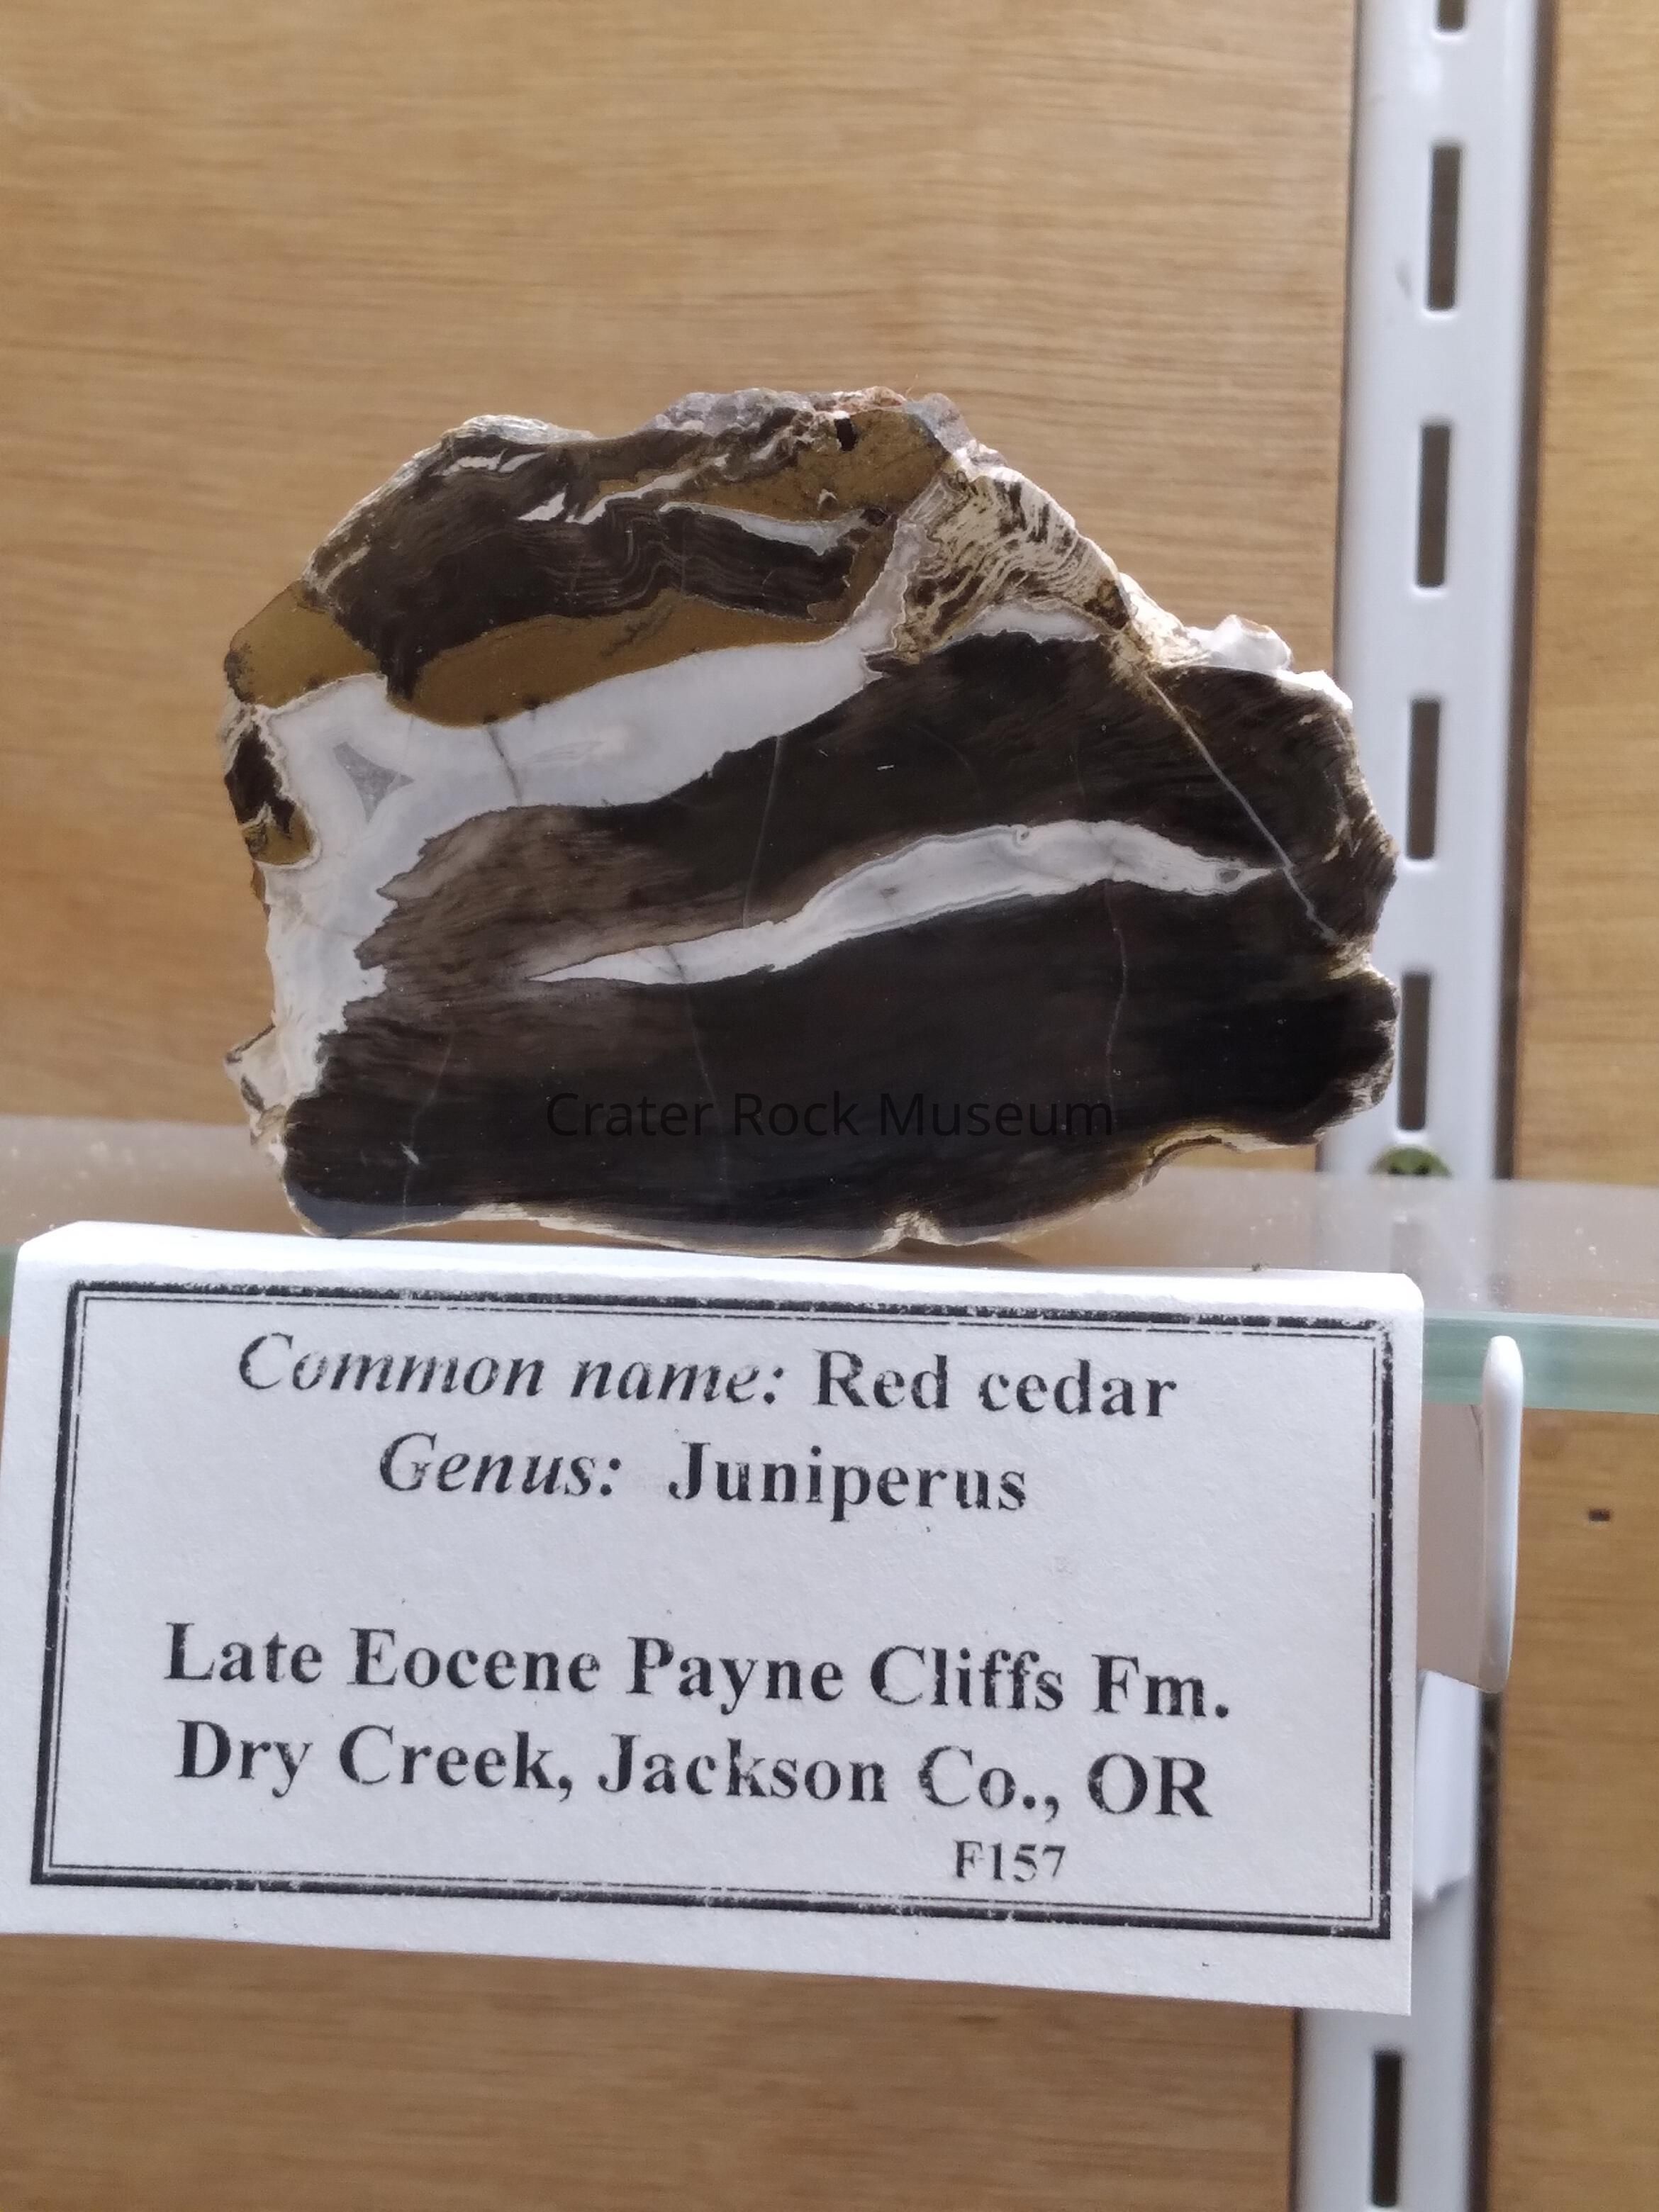 Crater Rock Museum
Common name: Red cedar
Genus: Juniperus
Late Eocene Payne Cliffs Fm.
Dry Creek, Jackson Co., OR
F157